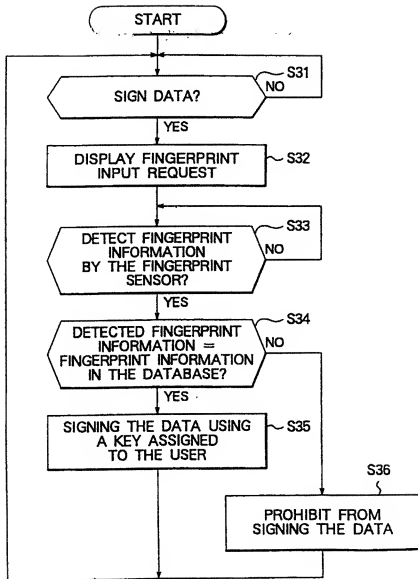 START
S31
SIGN DATA?
NO
YES
S32
DISPLAY FINGERPRINT
INPUT REQUEST
S33
DETECT FINGERPRINT
INFORMATION
BY THE FINGERPRINT
SENSOR?
NO
YES
S34
DETECTED FINGERPRINT
INFORMATION =
FINGERPRINT INFORMATION
IN THE DATABASE?
NO
YES
S35
SIGNING THE DATA USING
A KEY ASSIGNED
TO THE USER
S36
PROHIBIT FROM
SIGNING THE DATA